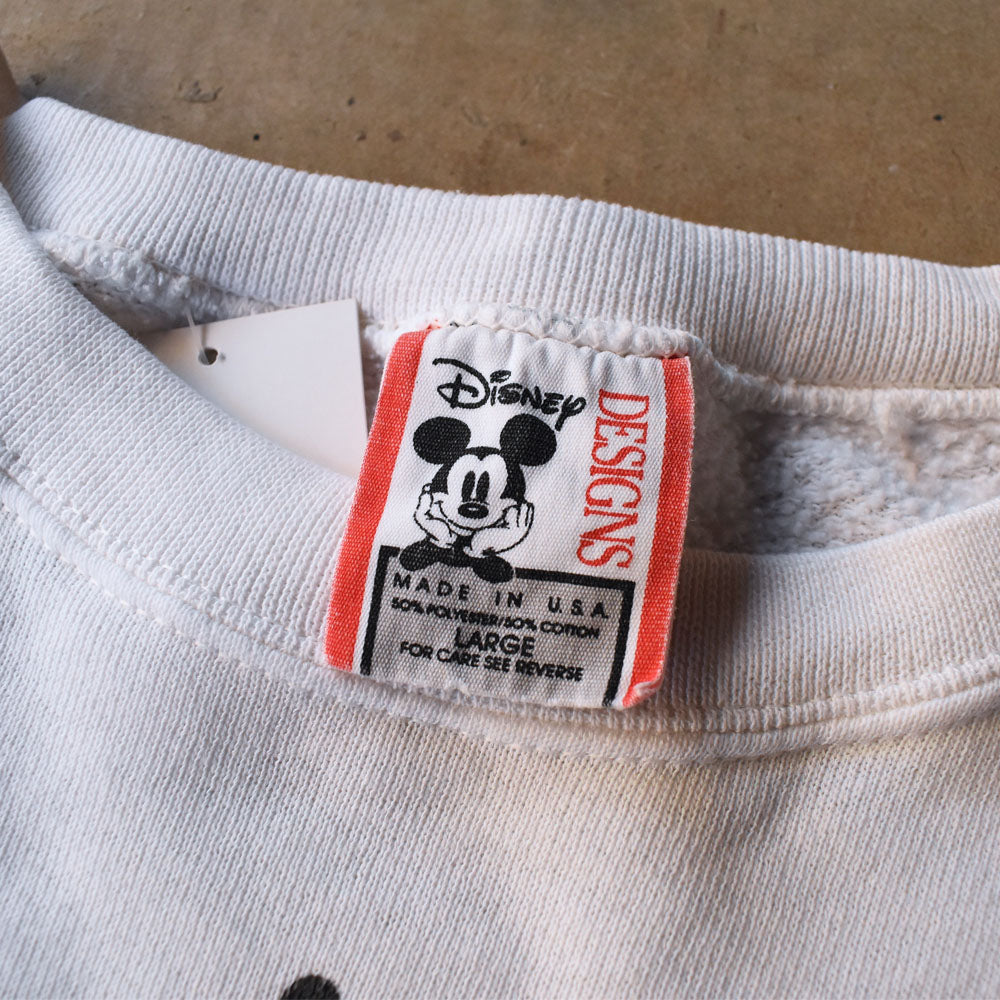 Disney
DESIGNS
MADE IN U.S.A.
50% POLYESTER/50% COTTON
LARGE
FOR CARE SEE REVERSE